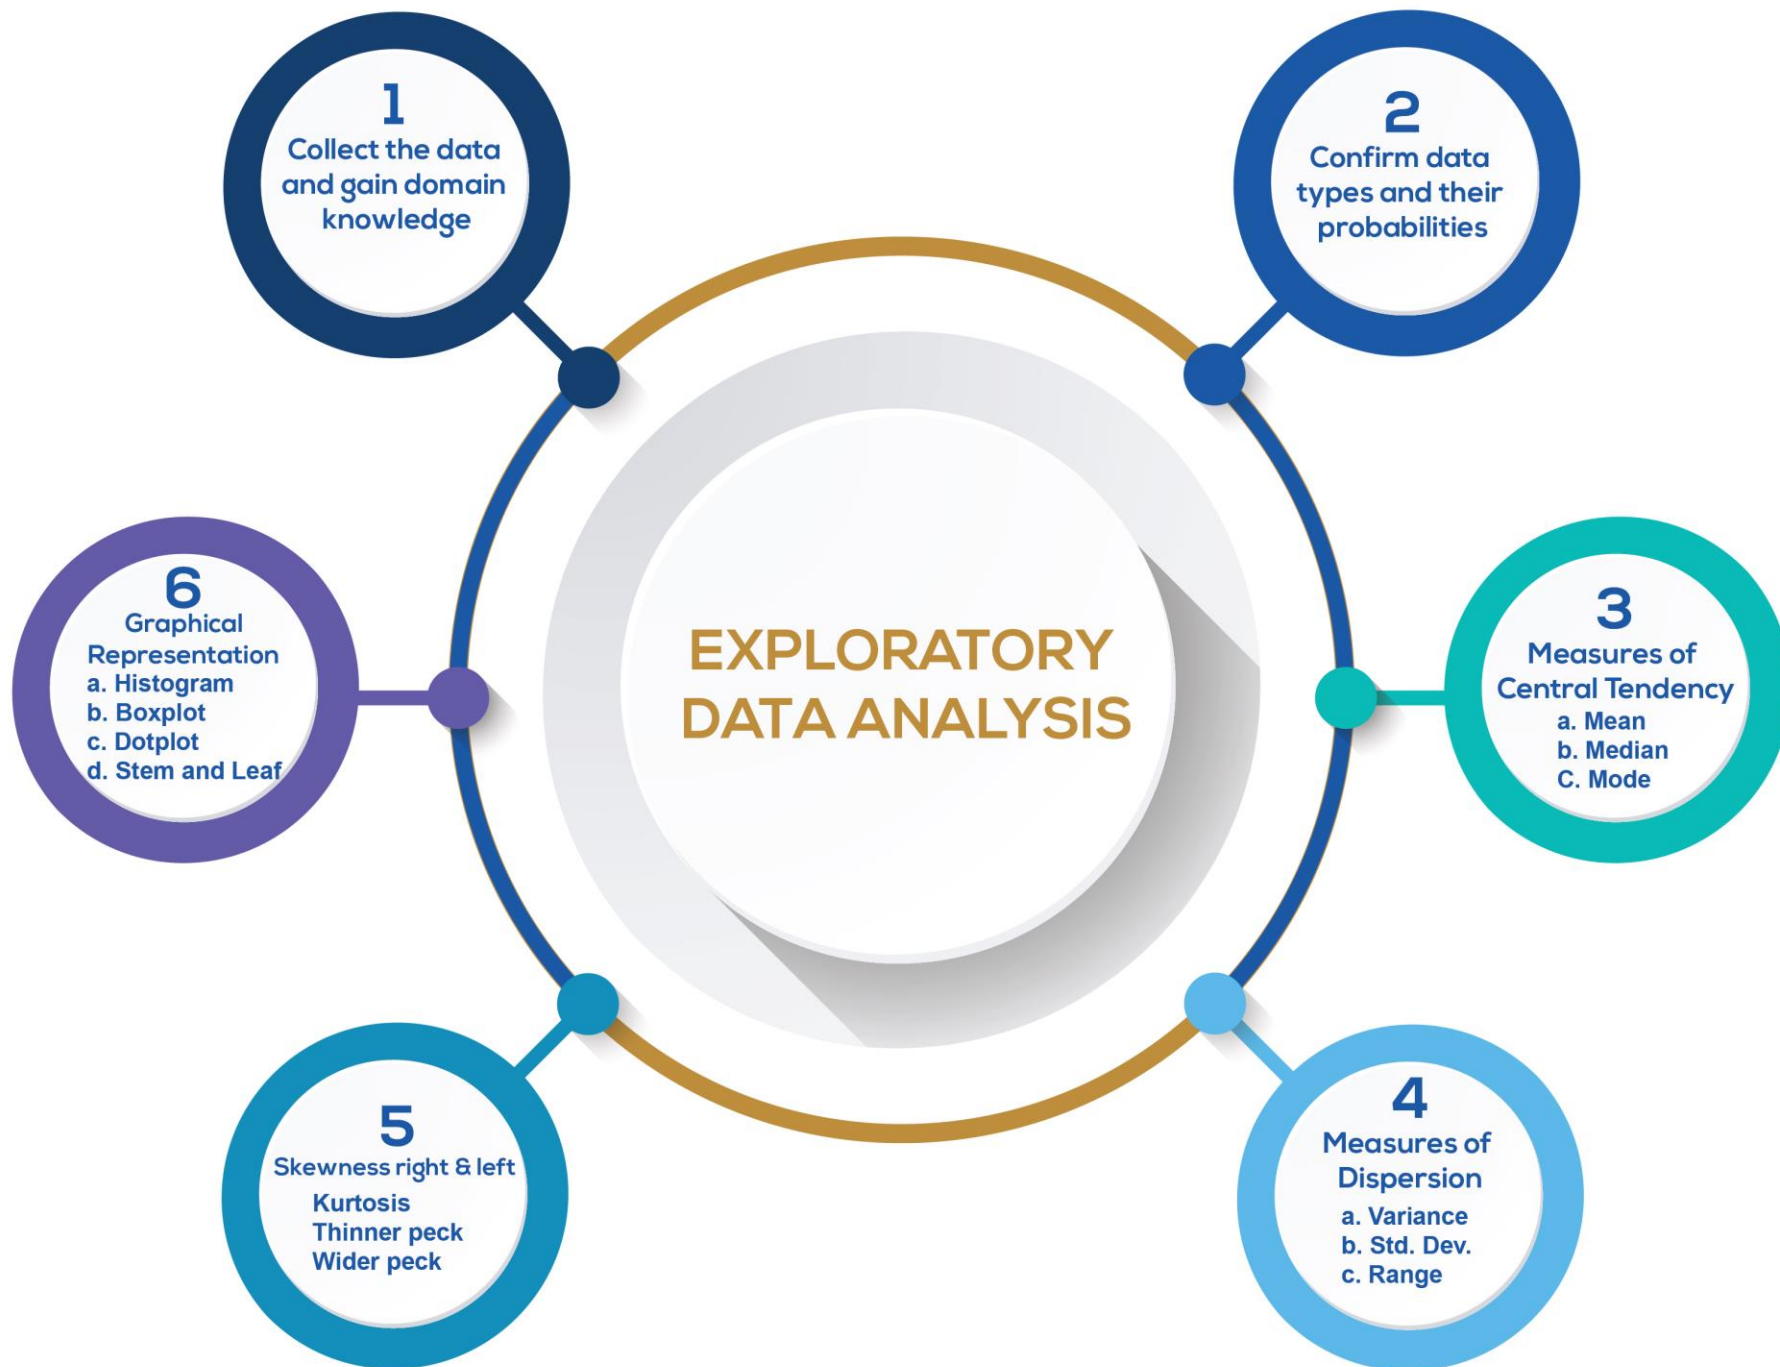 1
Collect the data
and gain domain
knowledge
2
Confirm data
types and their
probabilities
3
Measures of
Central Tendency
a. Mean
b. Median
C. Mode
4
Measures of
Dispersion
a. Variance
b. Std. Dev.
c. Range
5
Skewness right & left
Kurtosis
Thinner peck
Wider peck
6
Graphical
Representation
a. Histogram
b. Boxplot
c. Dotplot
d. Stem and Leaf
EXPLORATORY
DATA ANALYSIS